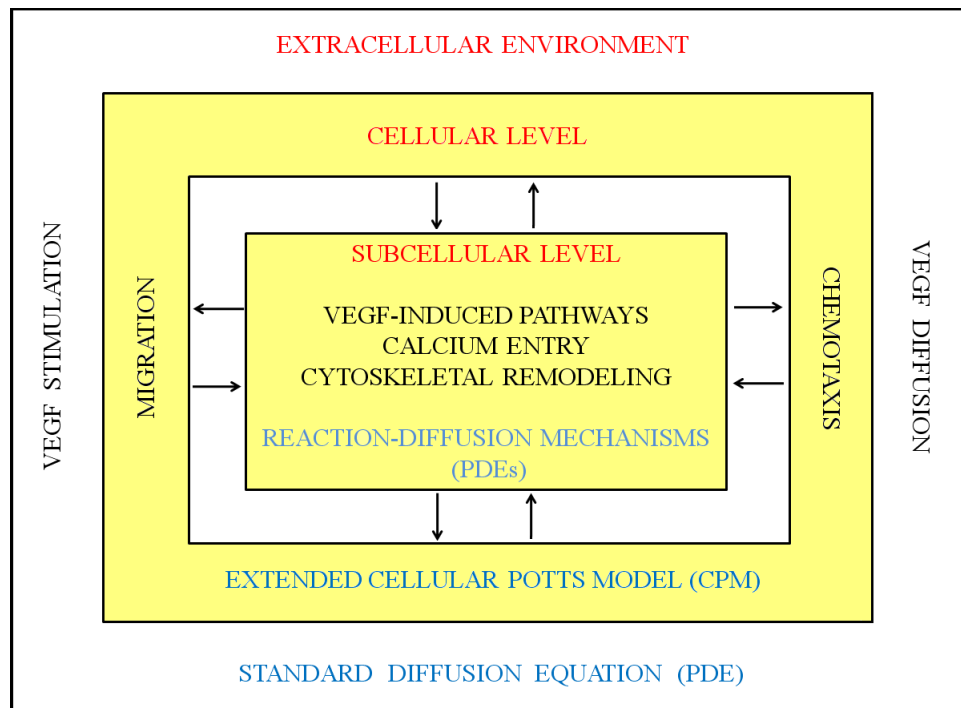 EXTRACELLULAR ENVIRONMENT
CELLULAR LEVEL
VEGF STIMULATION
MIGRATION
SUBCELLULAR LEVEL
VEGF-INDUCED PATHWAYS
CALCIUM ENTRY
CYTOSKELETAL REMODELING
REACTION-DIFFUSION MECHANISMS
(PDEs)
CHEMOTAXIS
VEGF DIFFUSION
EXTENDED CELLULAR POTTS MODEL (CPM)
STANDARD DIFFUSION EQUATION (PDE)